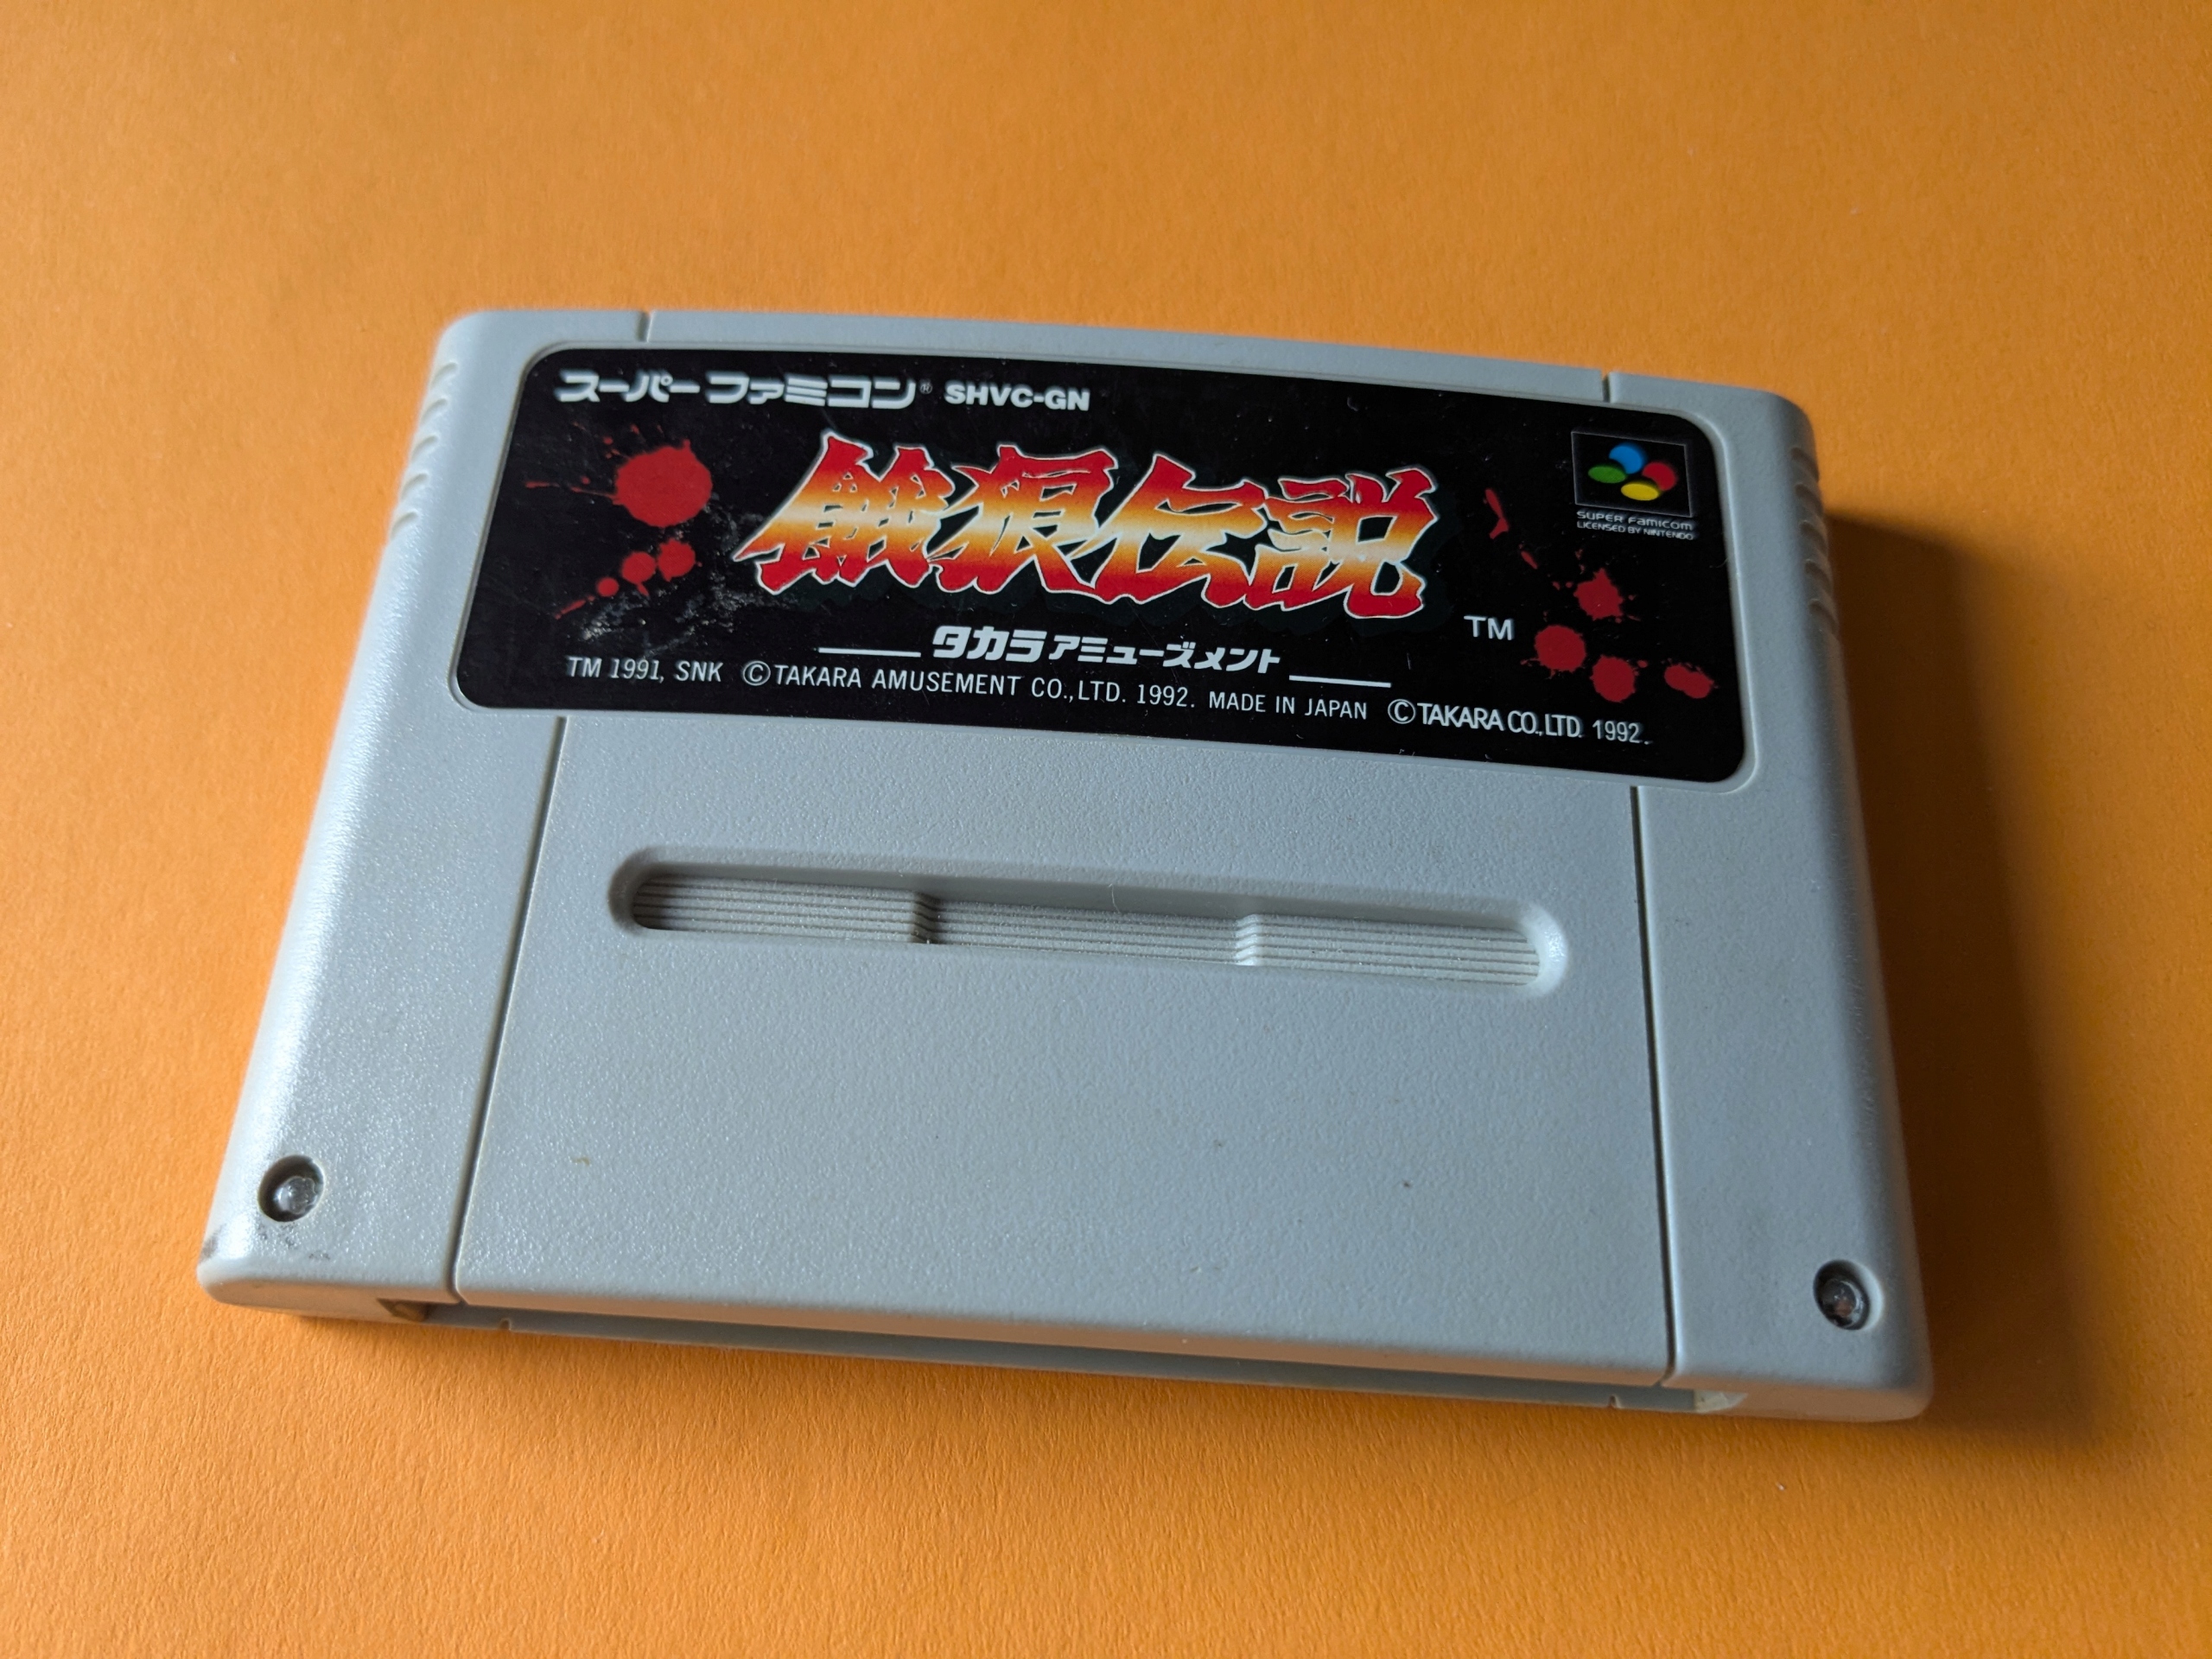 スーパーファミコン® SHVC-GN
餓狼伝説
TM
SUPER FAMICOM
LICENSED BY NINTENDO
タカラアミューズメント
TM 1991, SNK ©TAKARA AMUSEMENT CO.,LTD. 1992. MADE IN JAPAN ©TAKARA CO.,LTD. 1992.